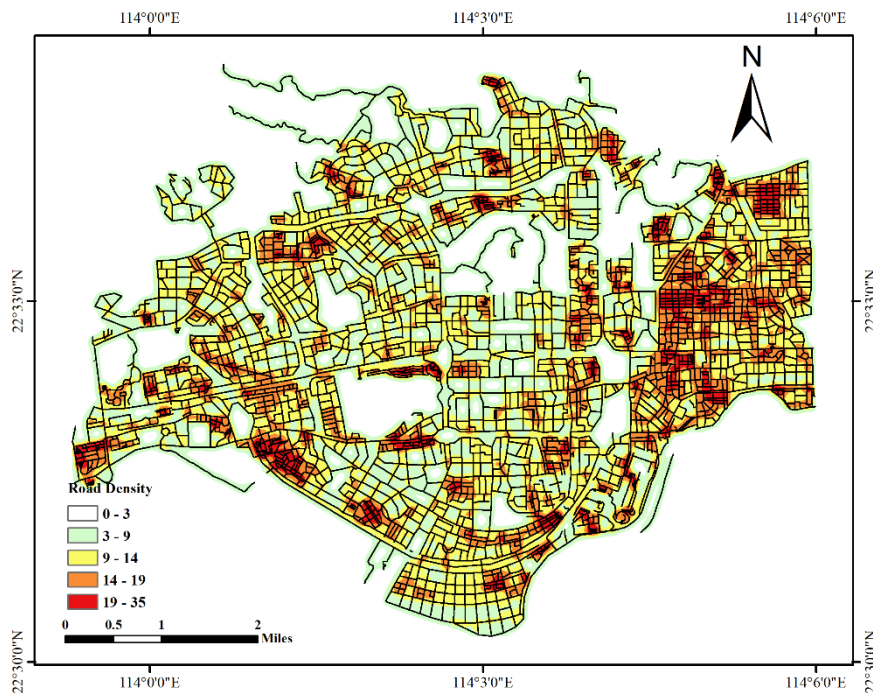 114°0'0"E 114°3'0"E 114°6'0"E
N
22°33'0"N 22°33'0"N
Road Density
0 - 3
3 - 9
9 - 14
14 - 19
19 - 35
0 0.5 1 2
Miles
22°30'0"N 22°30'0"N
114°0'0"E 114°3'0"E 114°6'0"E